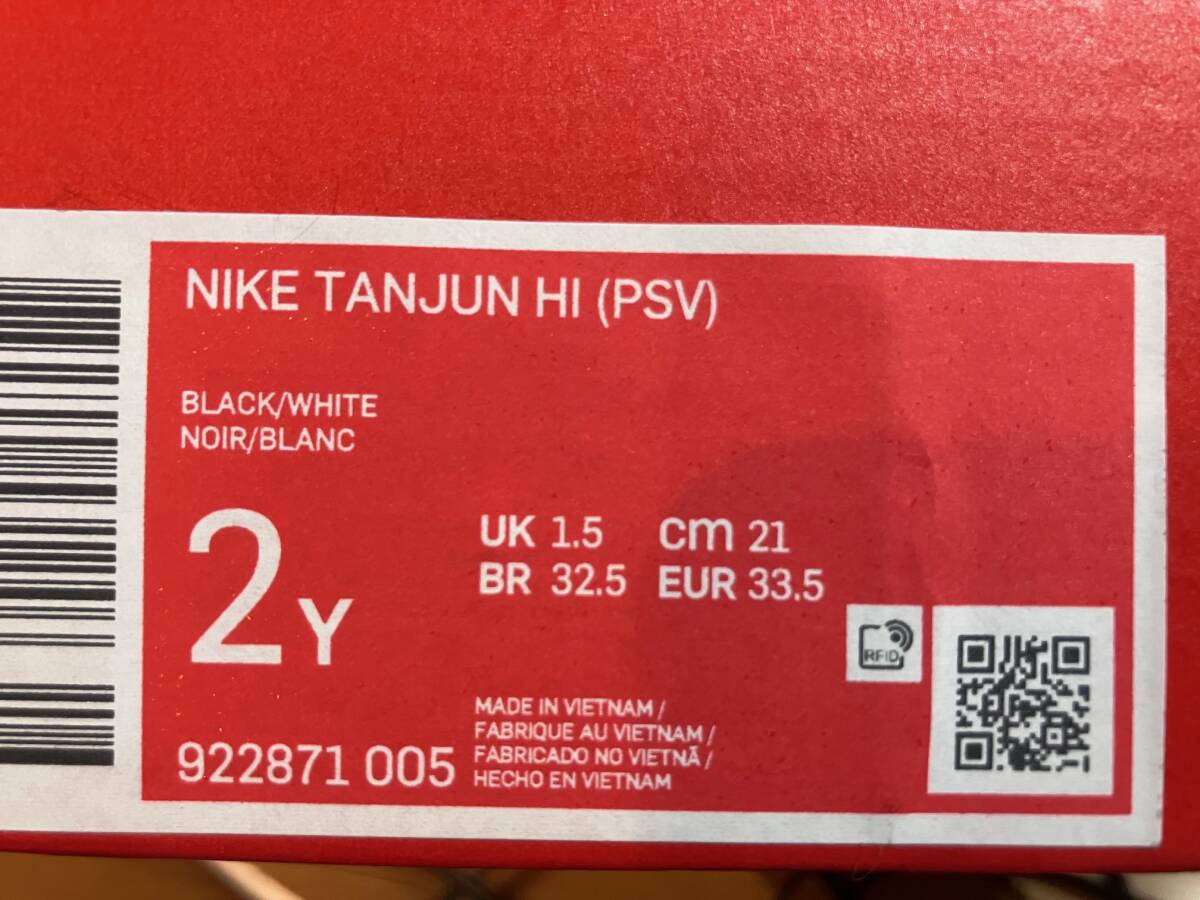 NIKE TANJUN HI (PSV)
BLACK/WHITE
NOIR/BLANC
2Y
UK 1.5 cm 21
BR 32.5 EUR 33.5
RFID
922871 005
MADE IN VIETNAM /
FABRIQUE AU VIETNAM /
FABRICADO NO VIETNÃ /
HECHO EN VIETNAM